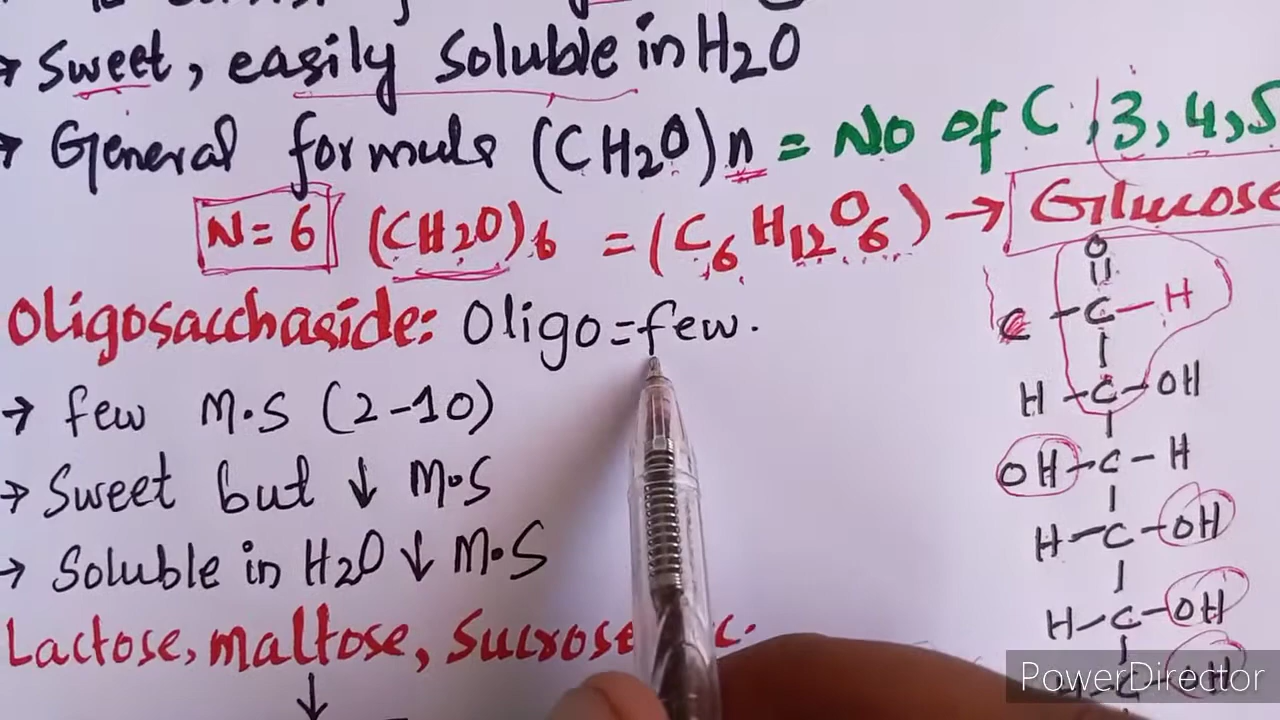 → Sweet, easily soluble in H2O
→ General formula (CH2O)n = No of C, 3, 4, 5
N=6 (CH2O)6 = (C6H12O6) → Glucose
Oligosaccharide: Oligo=few.
→ few M.S (2-10)
→ Sweet but ↓ M.S
→ Soluble in H2O ↓ M.S
Lactose, maltose, Sucrose
↓
O
C C-H
H-C-OH
OH-C-H
H-C-OH
H-C-OH
C-OH
PowerDirector